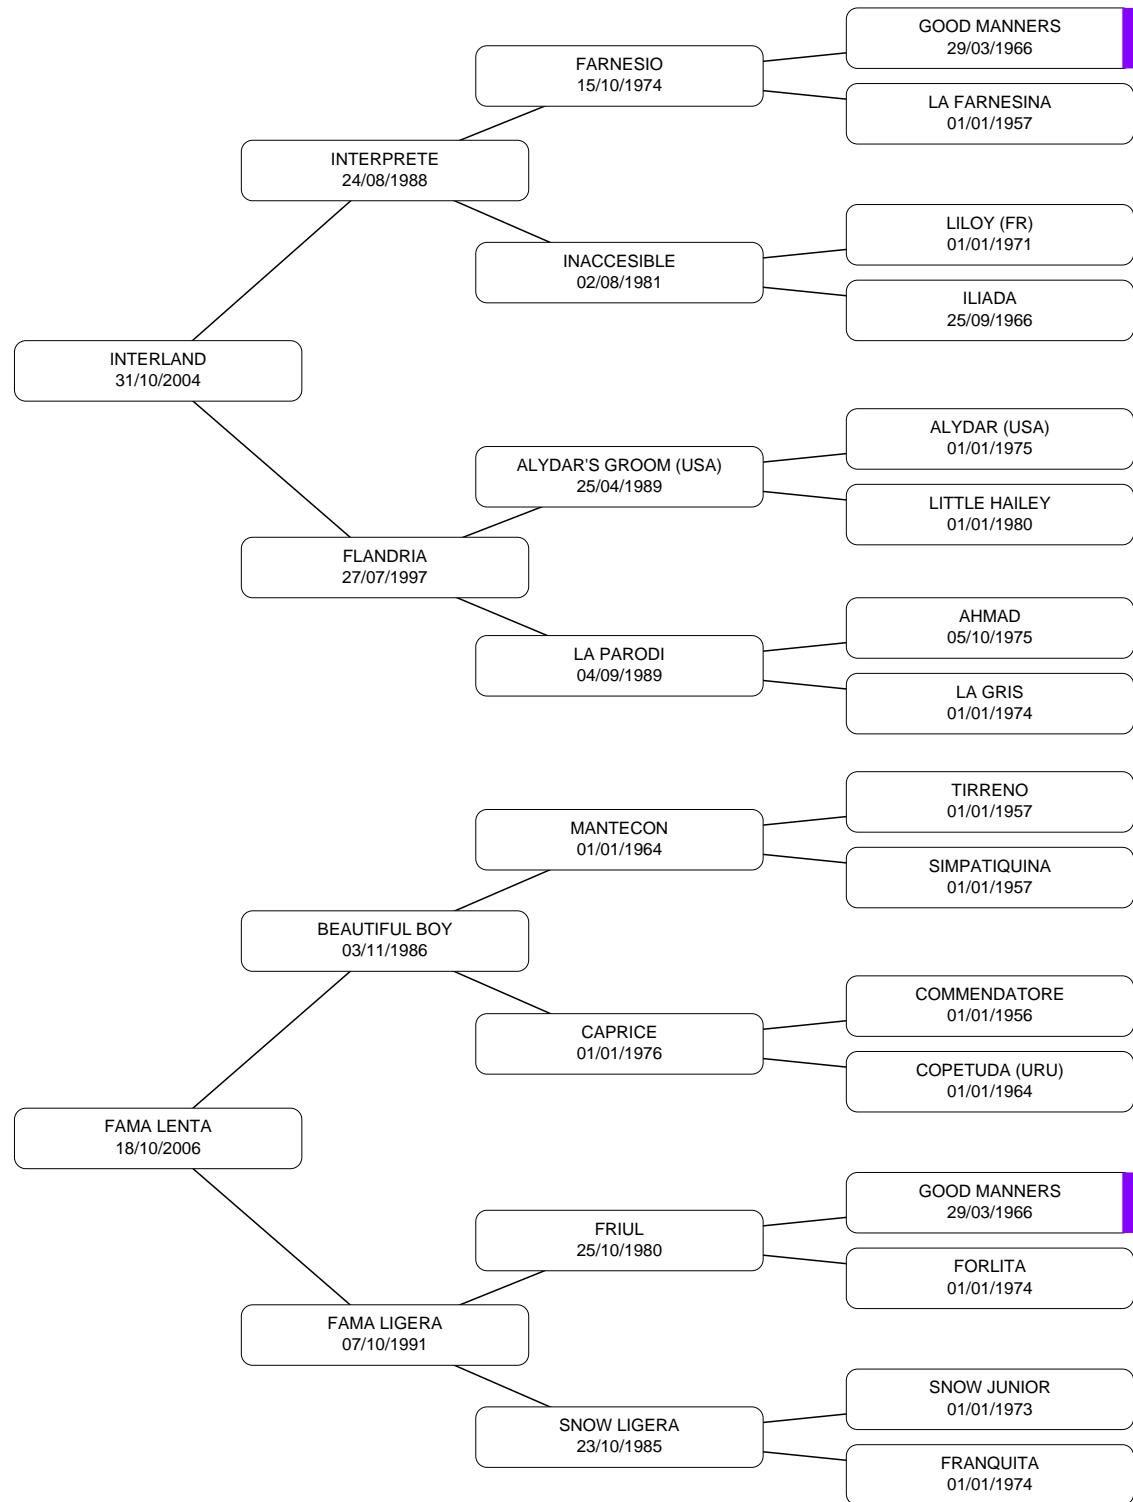 GOOD MANNERS
29/03/1966
FARNESIO
15/10/1974
LA FARNESINA
01/01/1957
INTERPRETE
24/08/1988
LILOY (FR)
01/01/1971
INACCESIBLE
02/08/1981
ILIADA
25/09/1966
INTERLAND
31/10/2004
ALYDAR (USA)
01/01/1975
ALYDAR'S GROOM (USA)
25/04/1989
LITTLE HAILEY
01/01/1980
FLANDRIA
27/07/1997
AHMAD
05/10/1975
LA PARODI
04/09/1989
LA GRIS
01/01/1974
TIRRENO
01/01/1957
MANTECON
01/01/1964
SIMPATIQUINA
01/01/1957
BEAUTIFUL BOY
03/11/1986
COMMENDATORE
01/01/1956
CAPRICE
01/01/1976
COPETUDA (URU)
01/01/1964
FAMA LENTA
18/10/2006
GOOD MANNERS
29/03/1966
FRIUL
25/10/1980
FORLITA
01/01/1974
FAMA LIGERA
07/10/1991
SNOW JUNIOR
01/01/1973
SNOW LIGERA
23/10/1985
FRANQUITA
01/01/1974